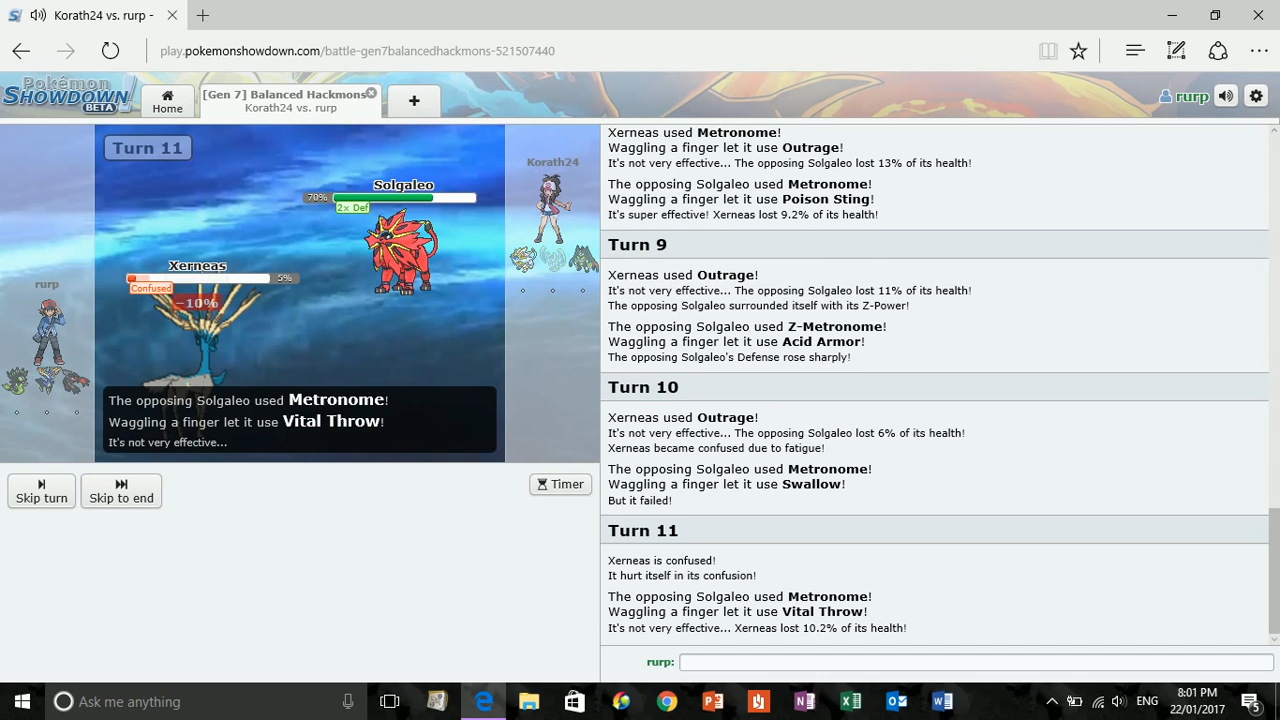 Korath24 vs. rurp -
play.pokemonshowdown.com/battle-gen7balancedhackmons-521507440
Pokémon
SHOWDOWN
BETA
Home
[Gen 7] Balanced Hackmons
Korath24 vs. rurp
+
rurp
Turn 11
Solgaleo
70%
2× Def
Korath24
Xerneas
5%
Confused
−10%
rurp
The opposing Solgaleo used Metronome!
Waggling a finger let it use Vital Throw!
It's not very effective...
Skip turn
Skip to end
Timer
Xerneas used Metronome!
Waggling a finger let it use Outrage!
It's not very effective... The opposing Solgaleo lost 13% of its health!
The opposing Solgaleo used Metronome!
Waggling a finger let it use Poison Sting!
It's super effective! Xerneas lost 9.2% of its health!
Turn 9
Xerneas used Outrage!
It's not very effective... The opposing Solgaleo lost 11% of its health!
The opposing Solgaleo surrounded itself with its Z-Power!
The opposing Solgaleo used Z-Metronome!
Waggling a finger let it use Acid Armor!
The opposing Solgaleo's Defense rose sharply!
Turn 10
Xerneas used Outrage!
It's not very effective... The opposing Solgaleo lost 6% of its health!
Xerneas became confused due to fatigue!
The opposing Solgaleo used Metronome!
Waggling a finger let it use Swallow!
But it failed!
Turn 11
Xerneas is confused!
It hurt itself in its confusion!
The opposing Solgaleo used Metronome!
Waggling a finger let it use Vital Throw!
It's not very effective... Xerneas lost 10.2% of its health!
rurp:
Ask me anything
ENG
8:01 PM
22/01/2017
5